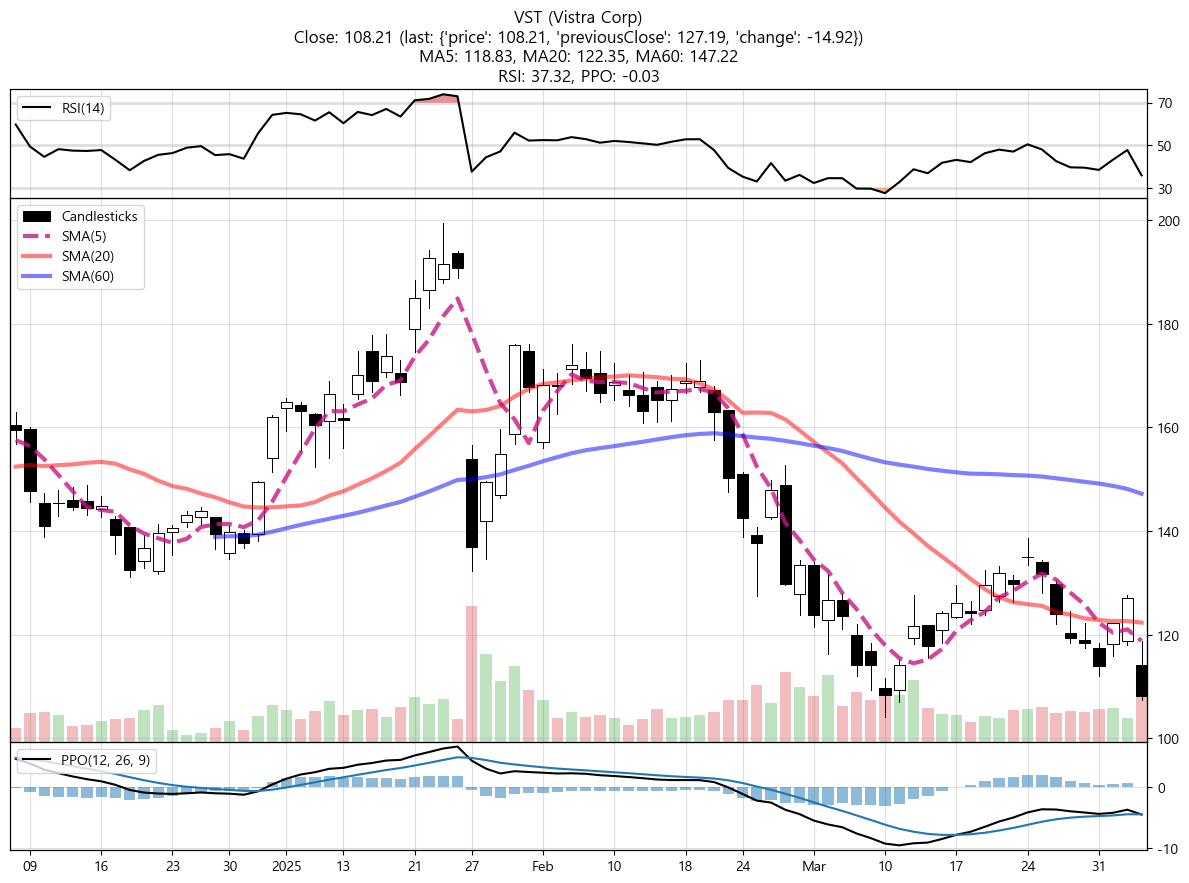 VST (Vistra Corp)
Close: 108.21 (last: {'price': 108.21, 'previousClose': 127.19, 'change': -14.92})
MA5: 118.83, MA20: 122.35, MA60: 147.22
RSI: 37.32, PPO: -0.03
RSI(14)
70
50
30
Candlesticks
SMA(5)
SMA(20)
SMA(60)
200
180
160
140
120
100
PPO(12, 26, 9)
0
-10
09 16 23 30 2025 13 21 27 Feb 10 18 24 Mar 10 17 24 31